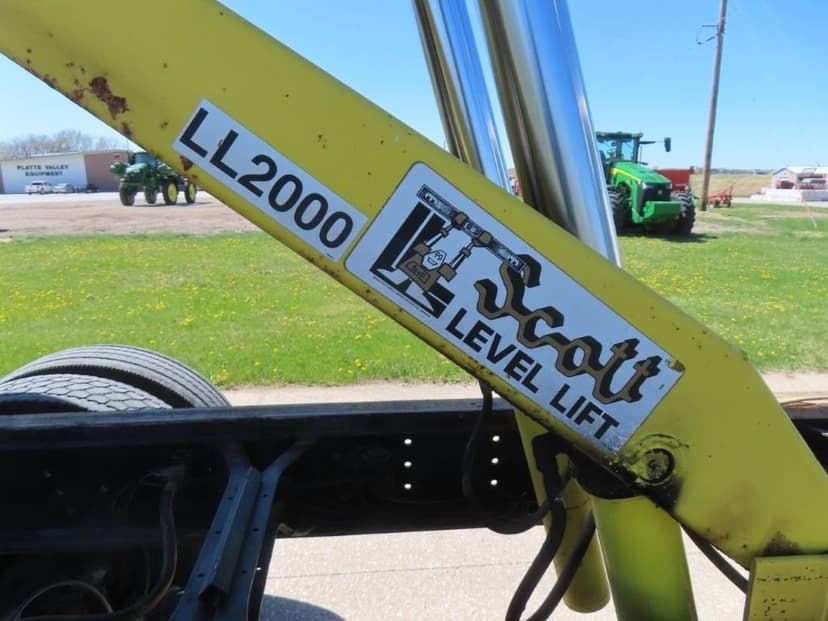 PLATTE VALLEY
EQUIPMENT
LL2000
Scott
LEVEL LIFT